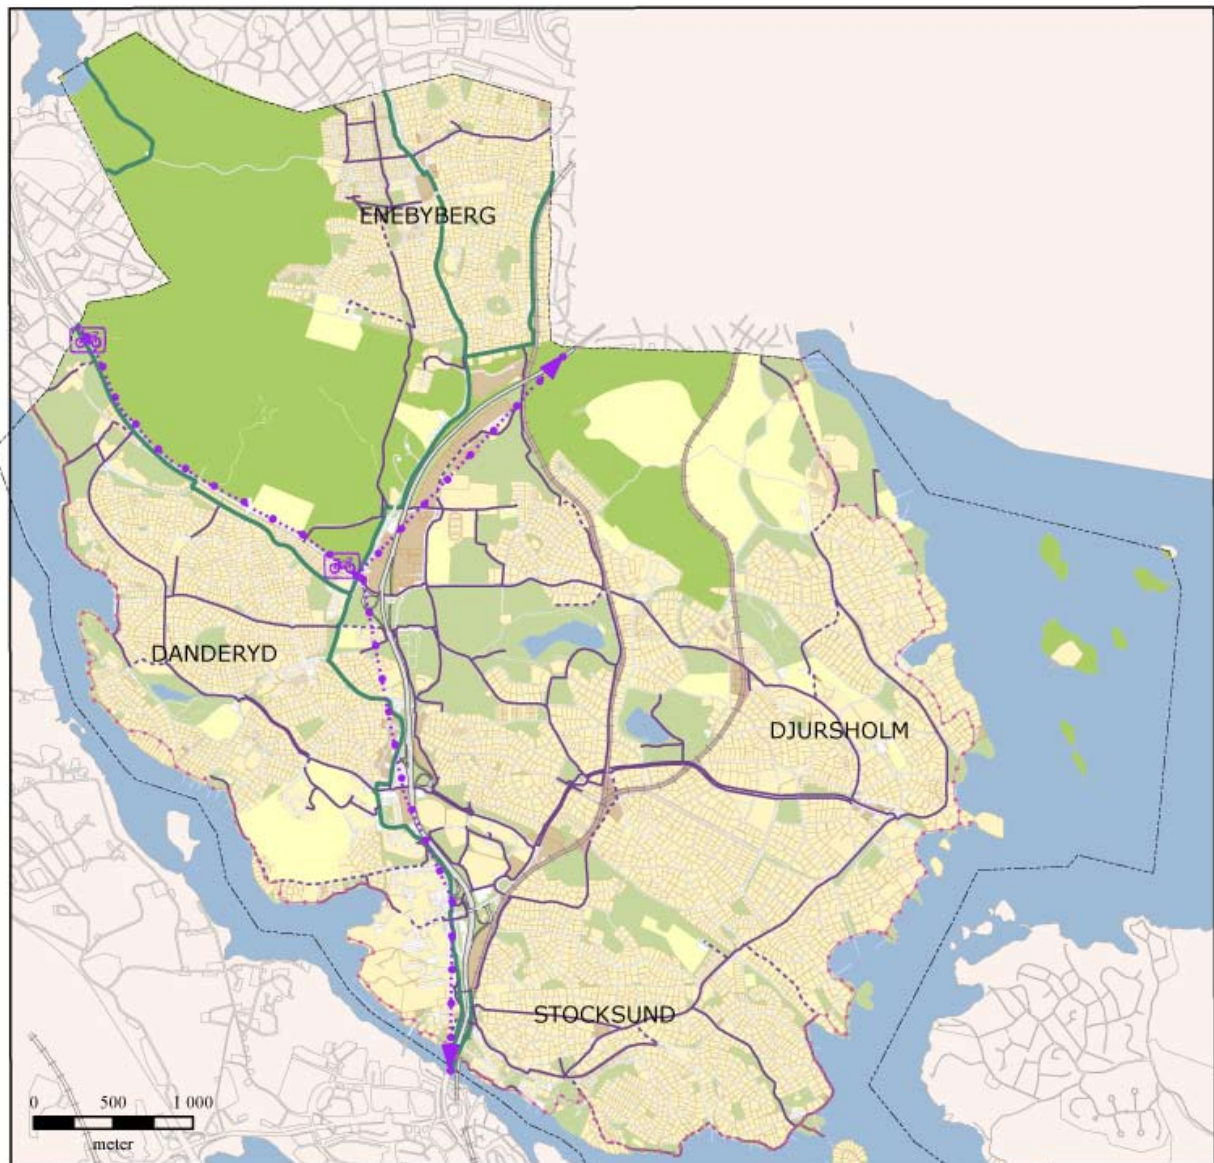 ENEBYBERG
DANDERYD
DJURSHOLM
STOCKSUND
0 500 1 000
meter